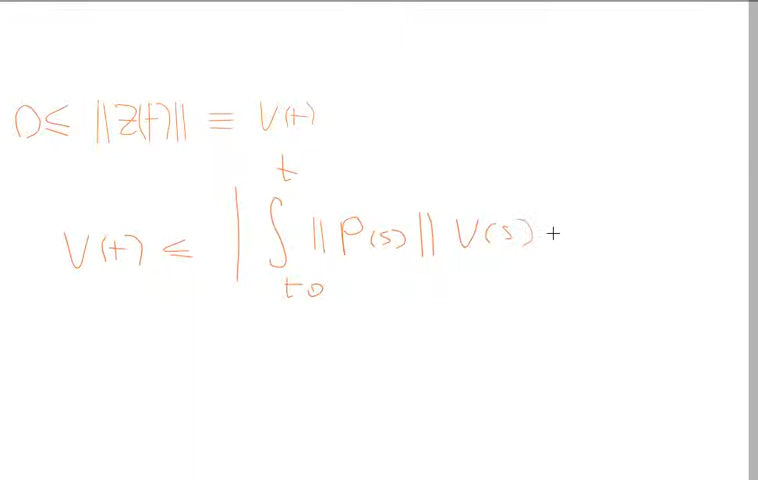 0 ≤ ||Z(t)|| ≡ V(t)
V(t) ≤ | ∫_{t0}^{t} ||P(s)|| V(s)